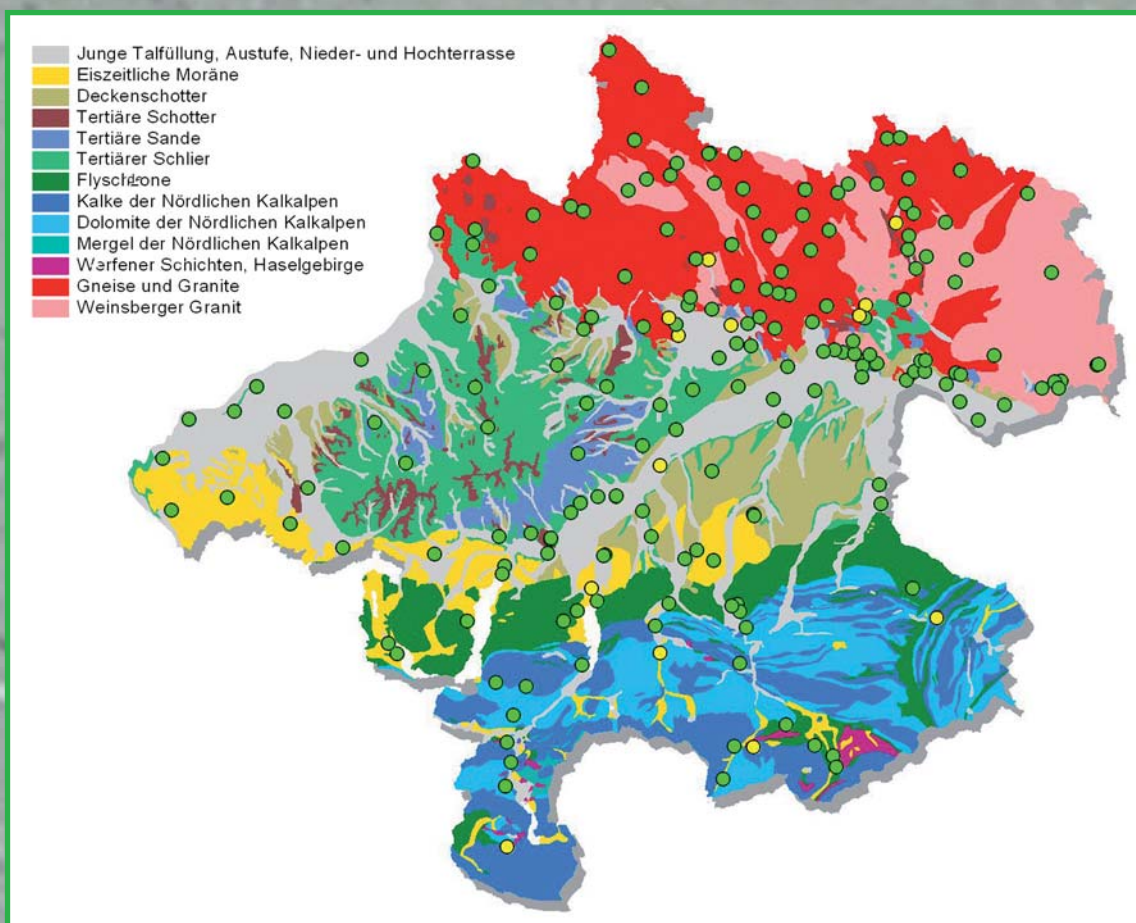 Junge Talfüllung, Austufe, Nieder- und Hochterrasse
Eiszeitliche Moräne
Deckenschotter
Tertiäre Schotter
Tertiäre Sande
Tertiärer Schlier
Flyschzone
Kalke der Nördlichen Kalkalpen
Dolomite der Nördlichen Kalkalpen
Mergel der Nördlichen Kalkalpen
Werfener Schichten, Haselgebirge
Gneise und Granite
Weinsberger Granit